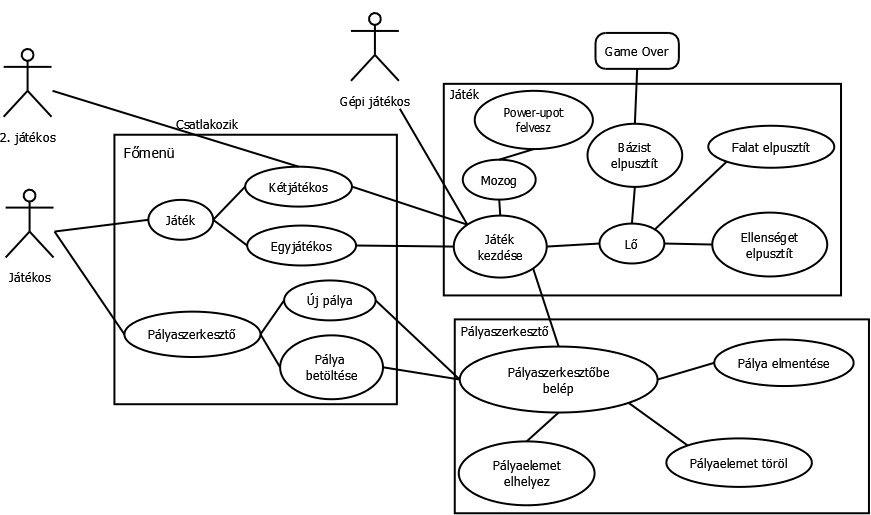 Game Over
Játék
Gépi játékos
Power-upot
felvesz
2. játékos
Csatlakozik
Bázist
elpusztít
Falat elpusztít
Főmenü
Mozog
Kétjátékos
Játék
Játék
kezdése
Lő
Ellenséget
elpusztít
Egyjátékos
Játékos
Új pálya
Pályaszerkesztő
Pályaszerkesztő
Pálya
betöltése
Pályaszerkesztőbe
belép
Pálya elmentése
Pályaelemet
elhelyez
Pályaelemet töröl